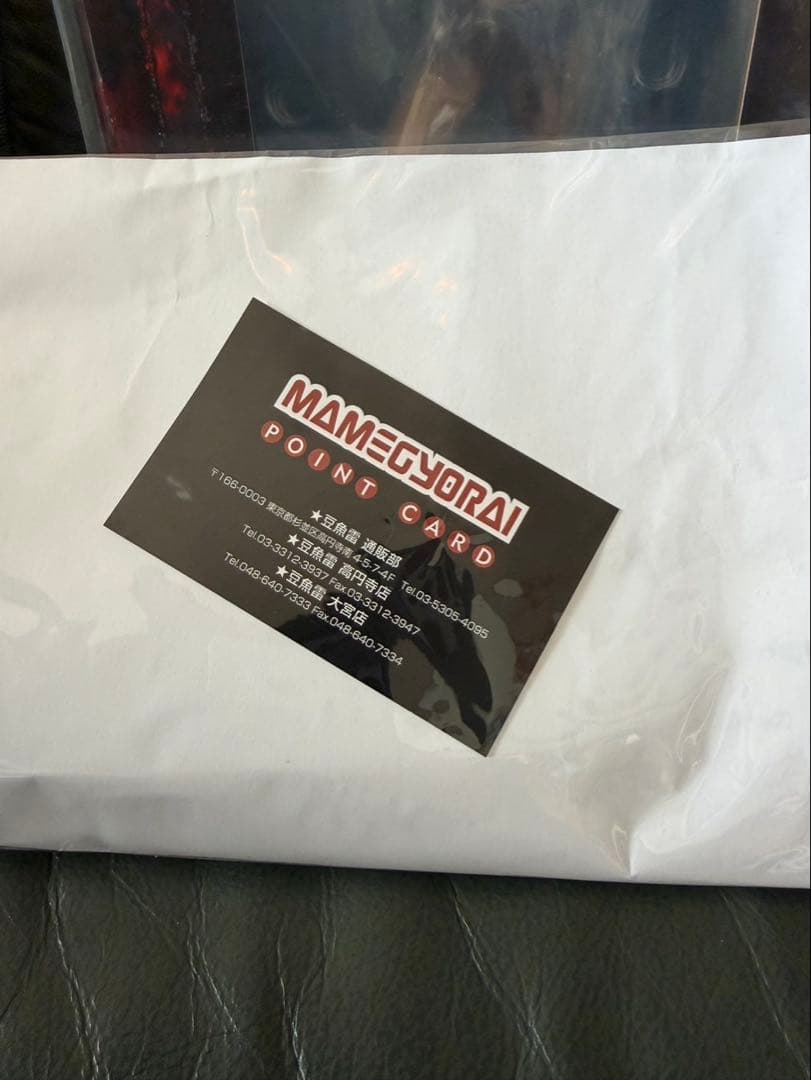 MAMEGYORAI
POINT CARD
★豆魚雷 通販部
〒166-0003 東京都杉並区高円寺南 4-5-7-4F Tel.03-5305-4095
★豆魚雷 高円寺店
Tel.03-3312-3937 Fax.03-3312-3947
★豆魚雷 大宮店
Tel.048-640-7333 Fax.048-640-7334